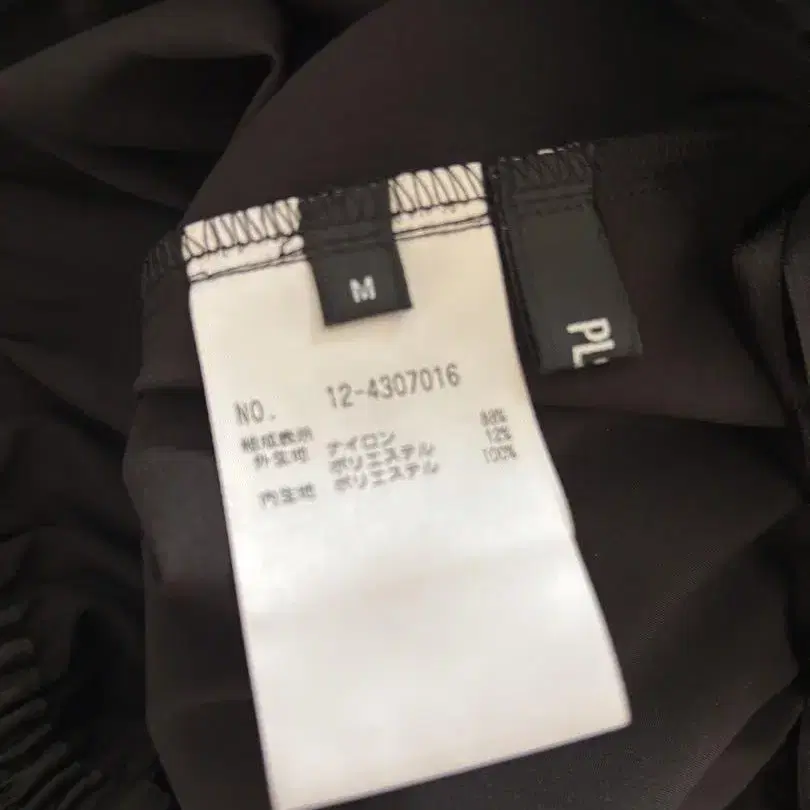 M
PL
NO. 12-4307016
組成表示
外生地 ナイロン 88%
ポリエステル 12%
内生地 ポリエステル 100%